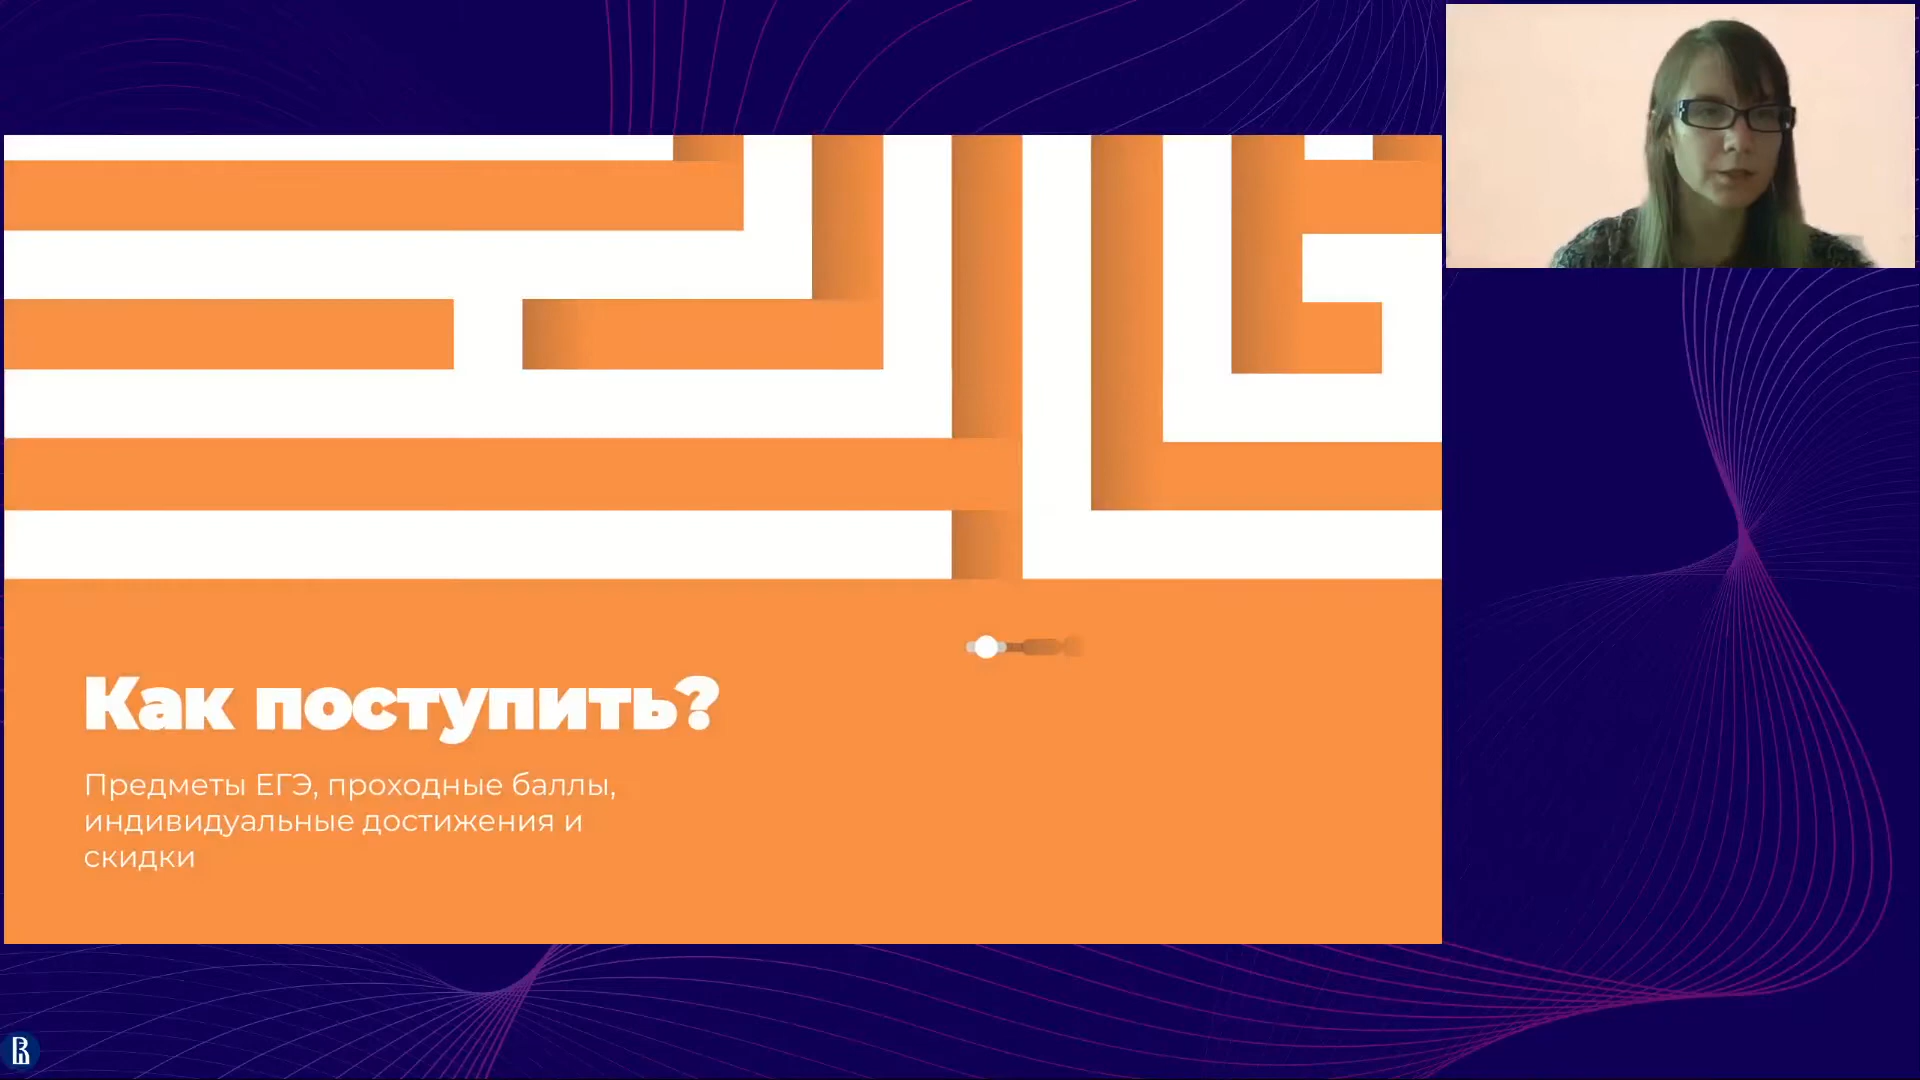 Как поступить?
Предметы ЕГЭ, проходные баллы,
индивидуальные достижения и
скидки